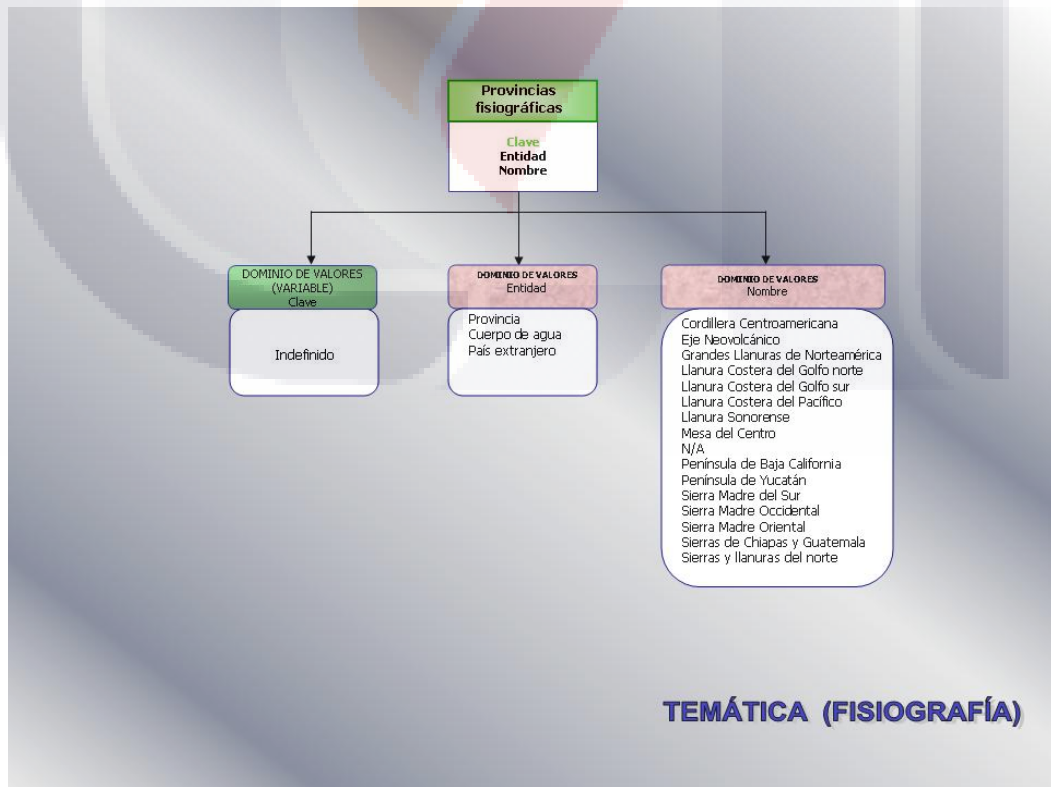 Provincias
fisiográficas
Clave
Entidad
Nombre
DOMINIO DE VALORES
(VARIABLE)
Clave
Indefinido
DOMINIO DE VALORES
Entidad
Provincia
Cuerpo de agua
País extranjero
DOMINIO DE VALORES
Nombre
Cordillera Centroamericana
Eje Neovolcánico
Grandes Llanuras de Norteamérica
Llanura Costera del Golfo norte
Llanura Costera del Golfo sur
Llanura Costera del Pacífico
Llanura Sonorense
Mesa del Centro
N/A
Península de Baja California
Península de Yucatán
Sierra Madre del Sur
Sierra Madre Occidental
Sierra Madre Oriental
Sierras de Chiapas y Guatemala
Sierras y llanuras del norte
TEMÁTICA (FISIOGRAFÍA)